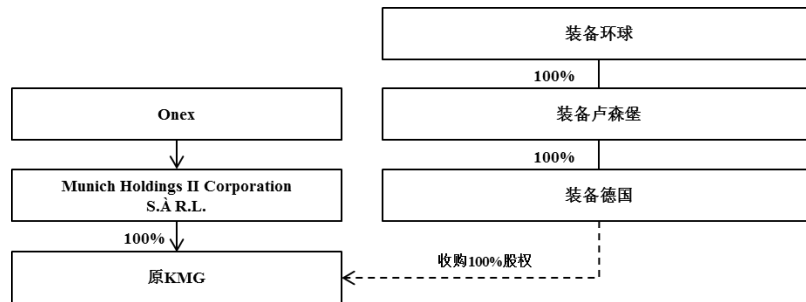 装备环球
100%
Onex
装备卢森堡
100%
Munich Holdings II Corporation
S.À R.L.
装备德国
100%
原KMG
收购100%股权